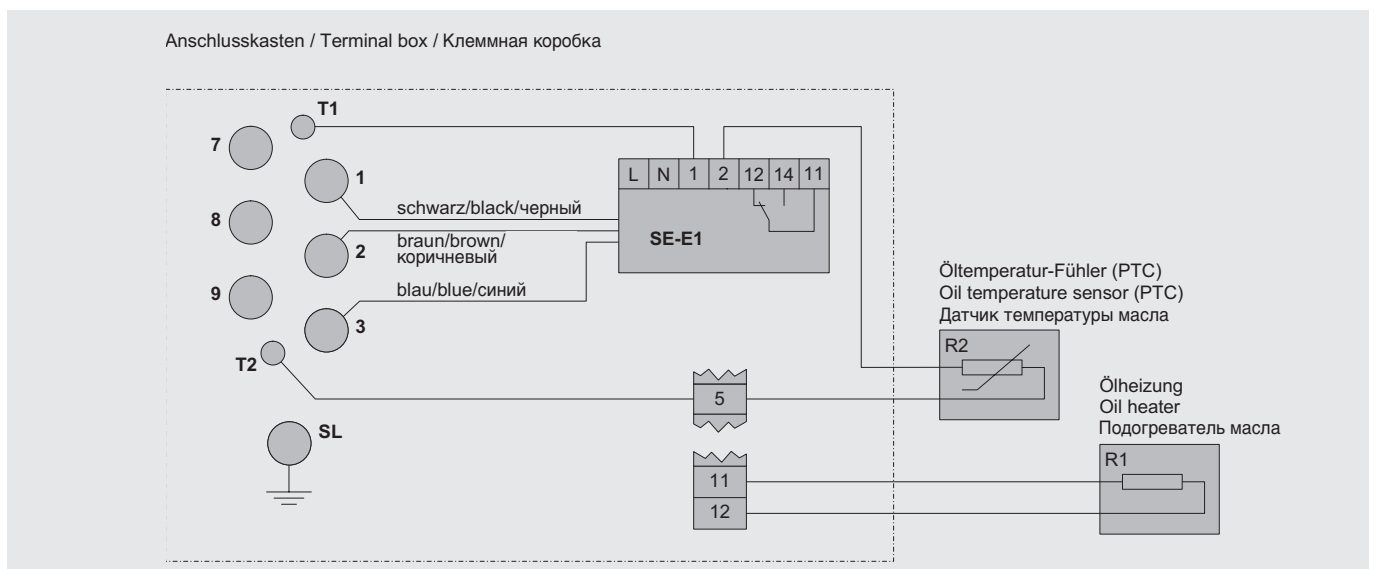 Anschlusskasten / Terminal box / Клеммная коробка
T1
7
1
L N 1 2 12 14 11
schwarz/black/черный
8
SE-E1
braun/brown/
коричневый
2
9
blau/blue/синий
3
T2
Öltemperatur-Fühler (PTC)
Oil temperature sensor (PTC)
Датчик температуры масла
R2
5
Ölheizung
Oil heater
Подогреватель масла
SL
R1
11
12